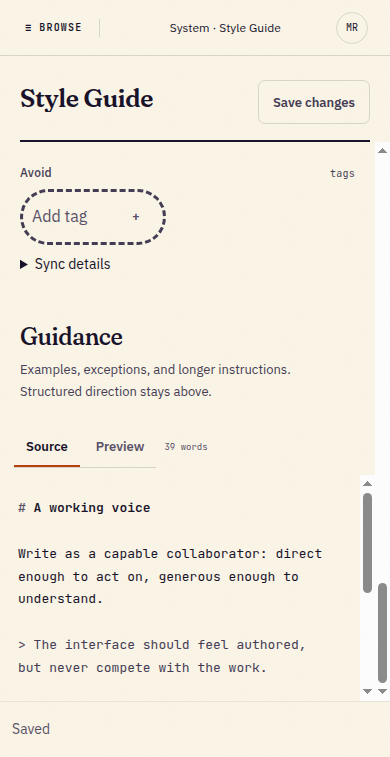 ≡ BROWSE
System · Style Guide
MR
Style Guide
Save changes
Avoid
tags
Add tag +
Sync details
Guidance
Examples, exceptions, and longer instructions.
Structured direction stays above.
Source Preview 39 words
# A working voice
Write as a capable collaborator: direct
enough to act on, generous enough to
understand.
> The interface should feel authored,
but never compete with the work.
Saved